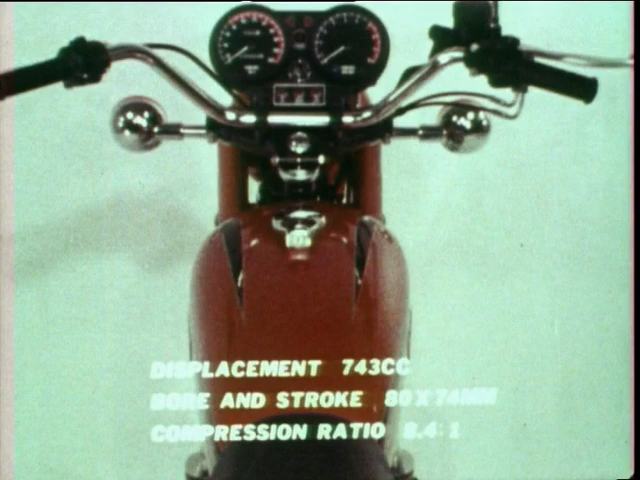 DISPLACEMENT 743CC
BORE AND STROKE 80 X 74MM
COMPRESSION RATIO 8.4:1